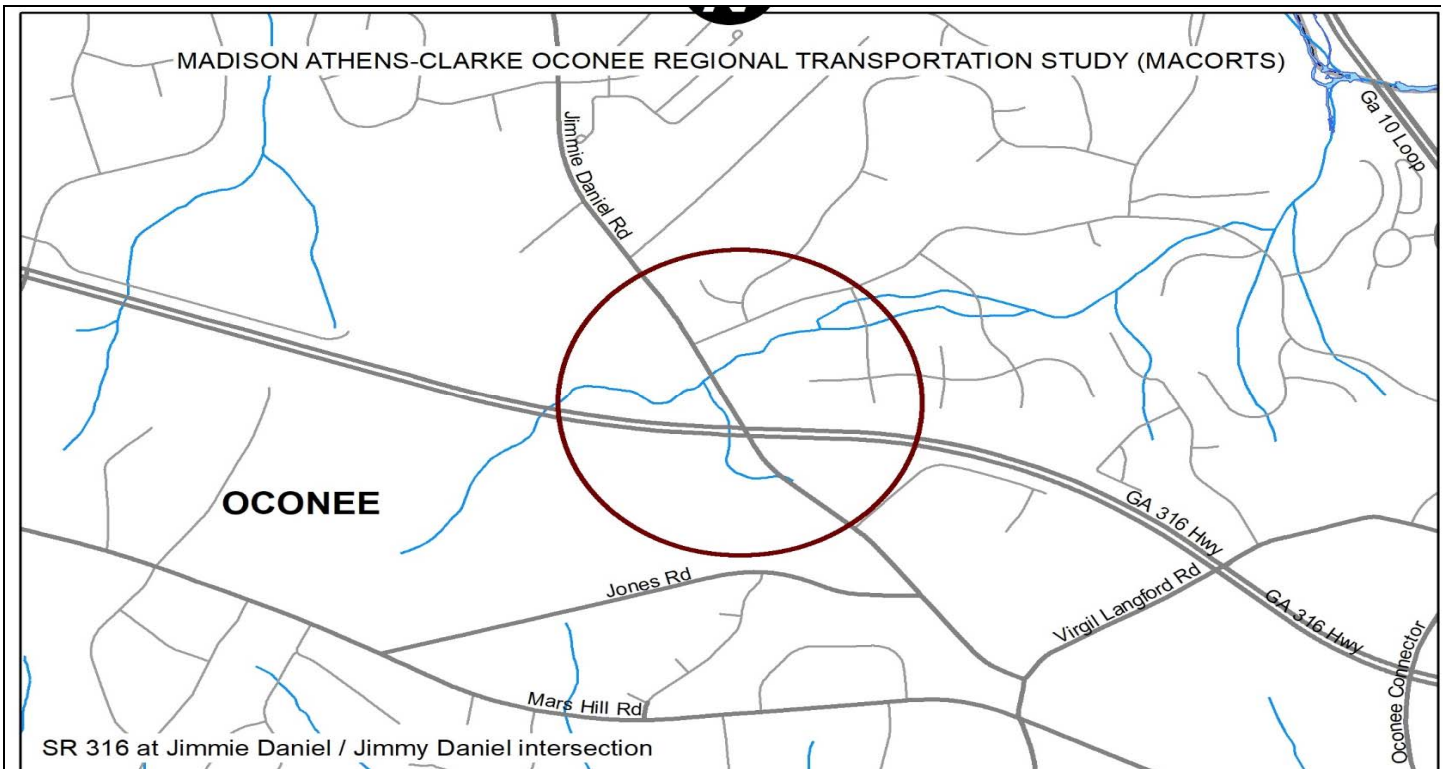 MADISON ATHENS-CLARKE OCONEE REGIONAL TRANSPORTATION STUDY (MACORTS)
Ga 10 Loop
Jimmie Daniel Rd
OCONEE
GA 316 Hwy
Jones Rd
Virgil Langford Rd
GA 316 Hwy
Oconee Connector
Mars Hill Rd
SR 316 at Jimmie Daniel / Jimmy Daniel intersection